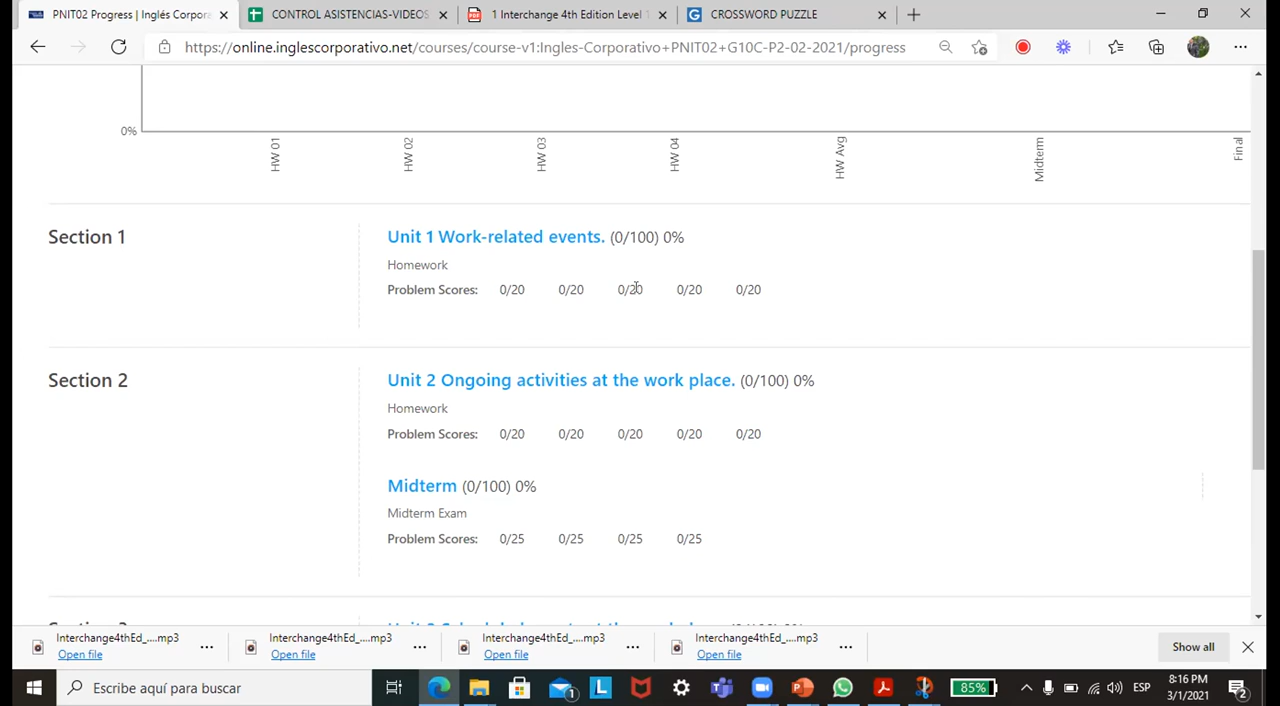 PNIT02 Progress | Inglés Corpora
CONTROL ASISTENCIAS-VIDEOS
1 Interchange 4th Edition Level 1
CROSSWORD PUZZLE
https://online.inglescorporativo.net/courses/course-v1:Ingles-Corporativo+PNIT02+G10C-P2-02-2021/progress
0%
HW 01
HW 02
HW 03
HW 04
HW Avg
Midterm
Final
Section 1
Unit 1 Work-related events. (0/100) 0%
Homework
Problem Scores: 0/20 0/20 0/20 0/20 0/20
Section 2
Unit 2 Ongoing activities at the work place. (0/100) 0%
Homework
Problem Scores: 0/20 0/20 0/20 0/20 0/20
Midterm (0/100) 0%
Midterm Exam
Problem Scores: 0/25 0/25 0/25 0/25
Interchange4thEd_....mp3
Open file
Interchange4thEd_....mp3
Open file
Interchange4thEd_....mp3
Open file
Interchange4thEd_....mp3
Open file
Show all
Escribe aquí para buscar
85%
ESP
8:16 PM
3/1/2021